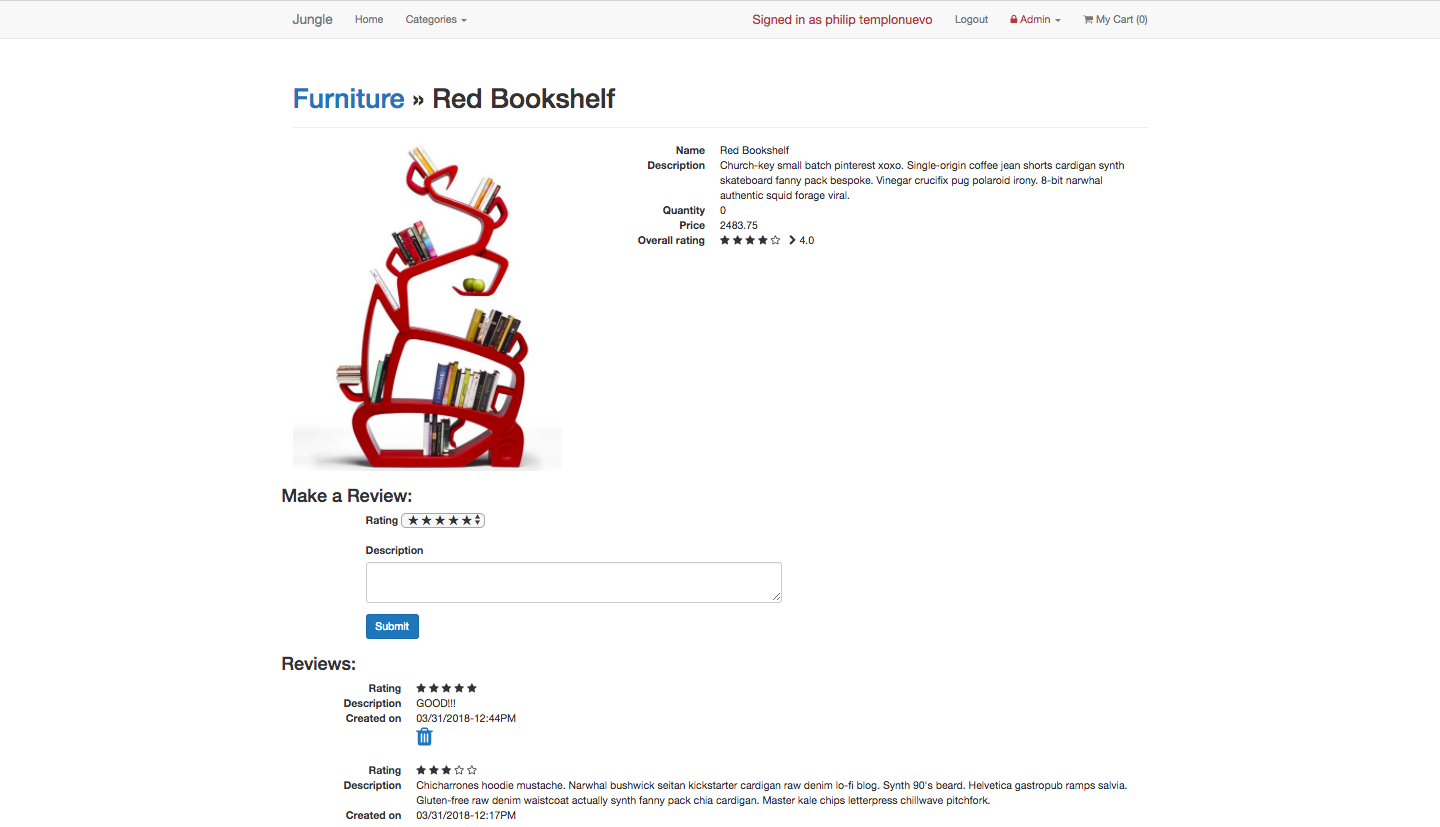 Jungle Home Categories Signed in as philip templonuevo Logout Admin My Cart (0)
Furniture » Red Bookshelf
Name Red Bookshelf
Description Church-key small batch pinterest xoxo. Single-origin coffee jean shorts cardigan synth
skateboard fanny pack bespoke. Vinegar crucifix pug polaroid irony. 8-bit narwhal
authentic squid forage viral.
Quantity 0
Price 2483.75
Overall rating ★★★★☆ 4.0
Make a Review:
Rating ★★★★★
Description
Submit
Reviews:
Rating ★★★★★
Description GOOD!!!
Created on 03/31/2018-12:44PM
Rating ★★★☆☆
Description Chicharrones hoodie mustache. Narwhal bushwick seitan kickstarter cardigan raw denim lo-fi blog. Synth 90's beard. Helvetica gastropub ramps salvia.
Gluten-free raw denim waistcoat actually synth fanny pack chia cardigan. Master kale chips letterpress chillwave pitchfork.
Created on 03/31/2018-12:17PM